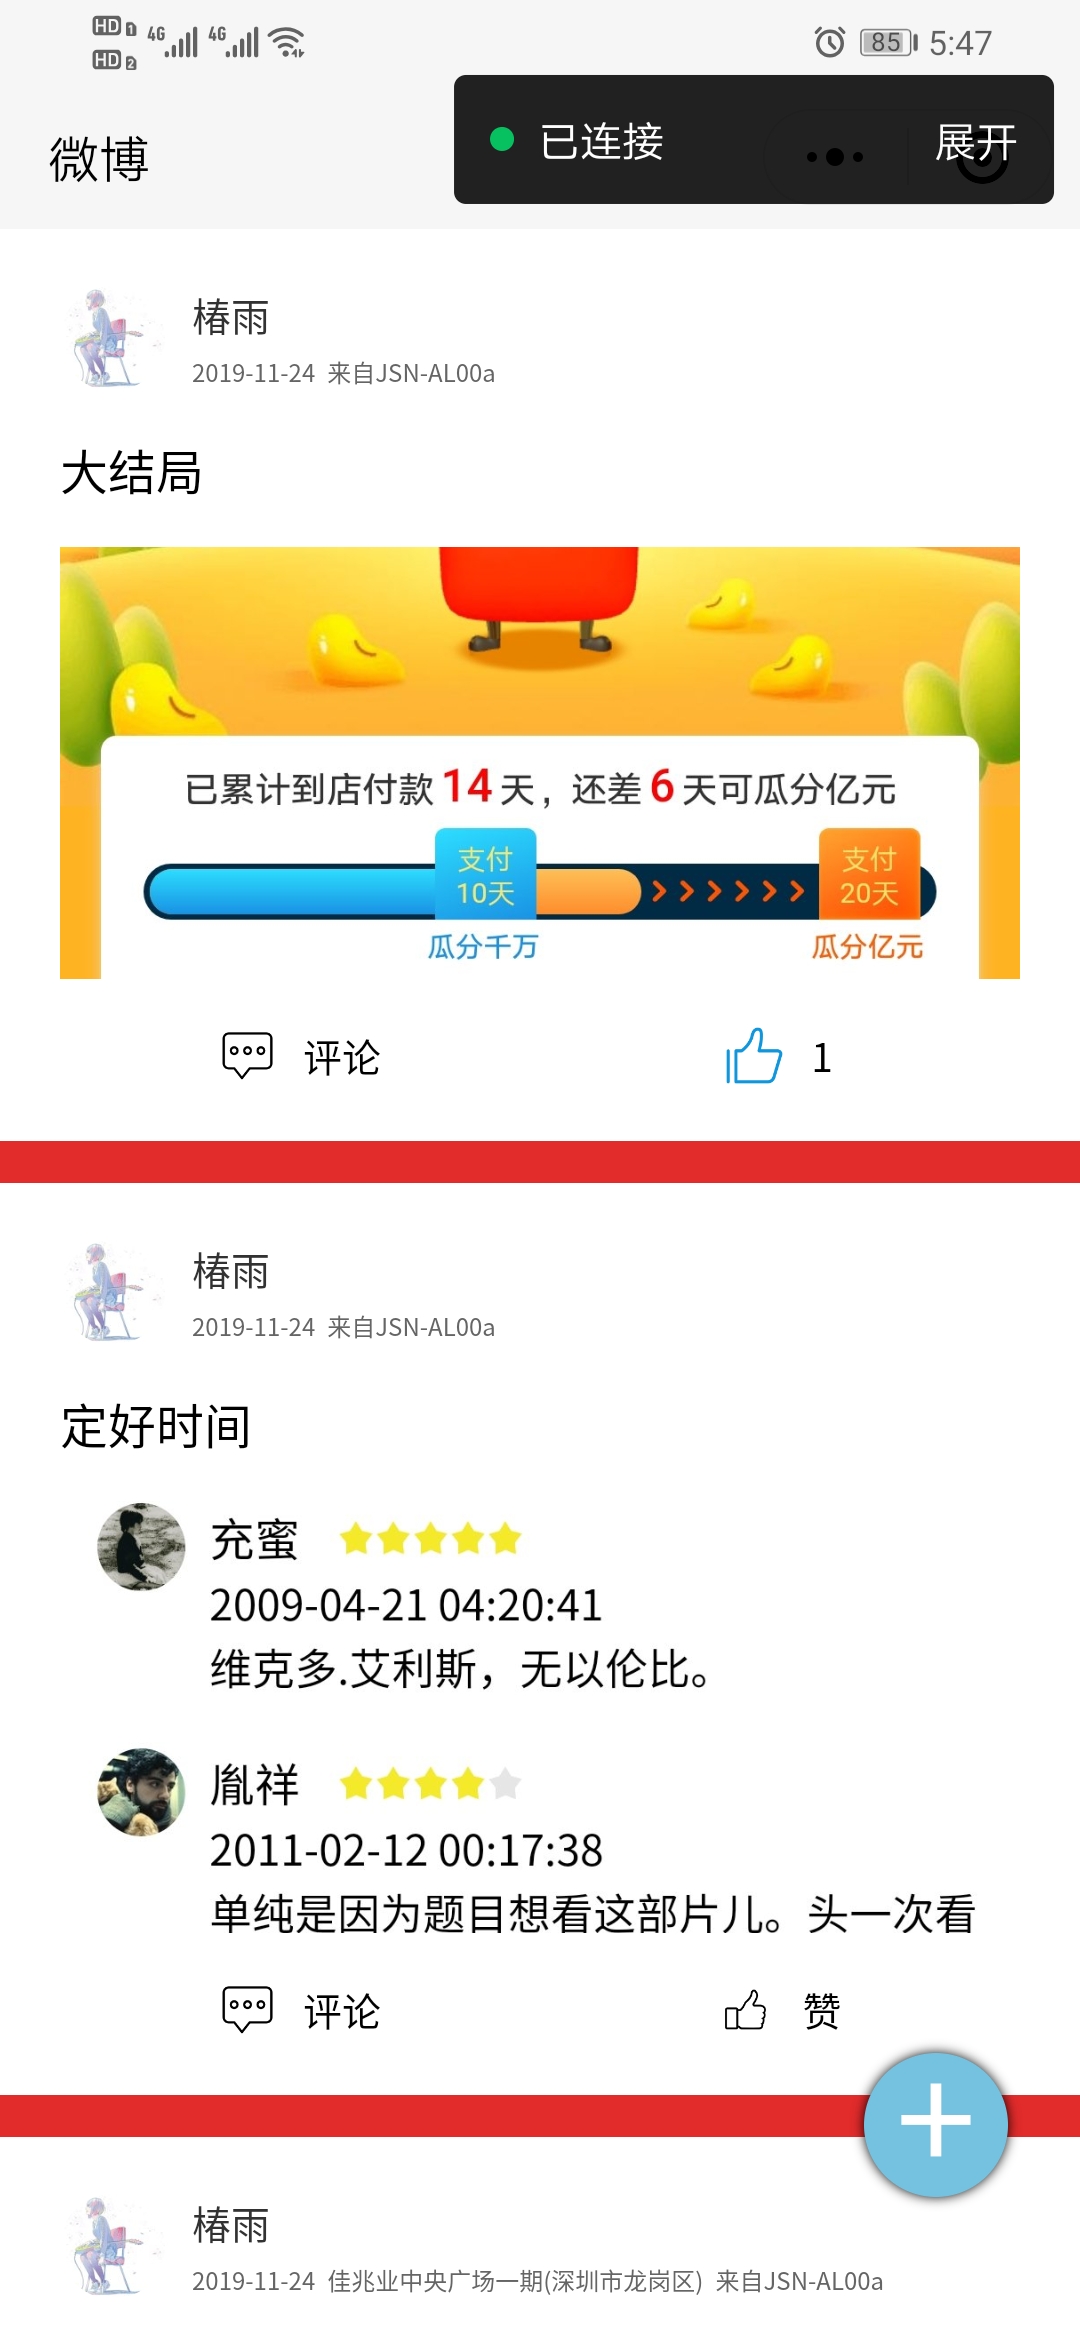 HD 1 4G 4G
HD 2
85 5:47
微博
已连接 展开
椿雨
2019-11-24 来自JSN-AL00a
大结局
已累计到店付款14天，还差6天可瓜分亿元
支付 支付
10天 20天
瓜分千万 瓜分亿元
评论 1
椿雨
2019-11-24 来自JSN-AL00a
定好时间
充蜜
2009-04-21 04:20:41
维克多.艾利斯，无以伦比。
胤祥
2011-02-12 00:17:38
单纯是因为题目想看这部片儿。头一次看
评论 赞
椿雨
2019-11-24 佳兆业中央广场一期(深圳市龙岗区) 来自JSN-AL00a